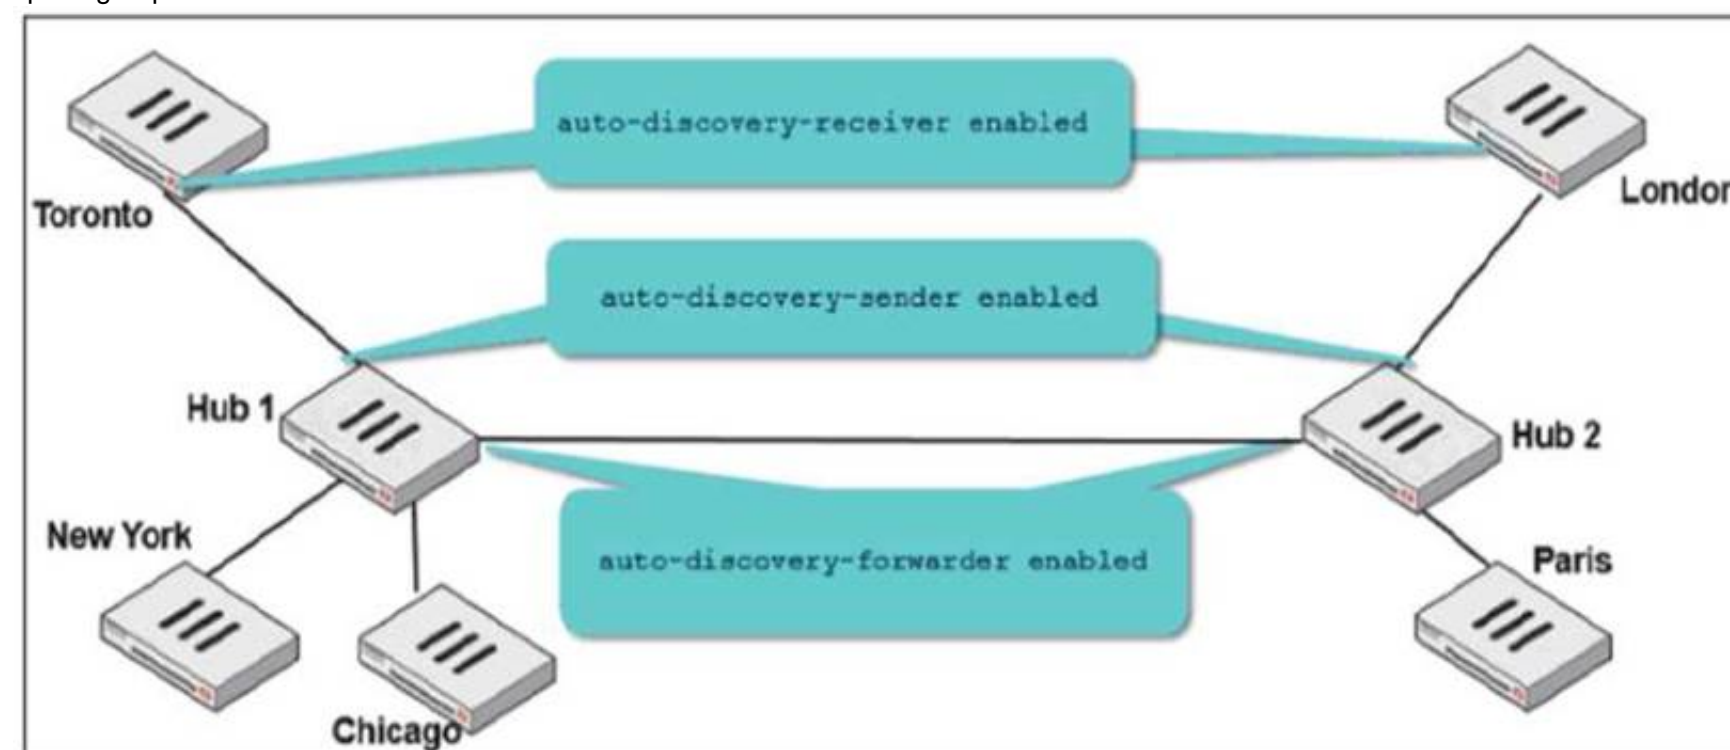 auto-discovery-receiver enabled
Toronto
auto-discovery-sender enabled
Hub 1
Hub 2
New York
auto-discovery-forwarder enabled
Paris
Chicago